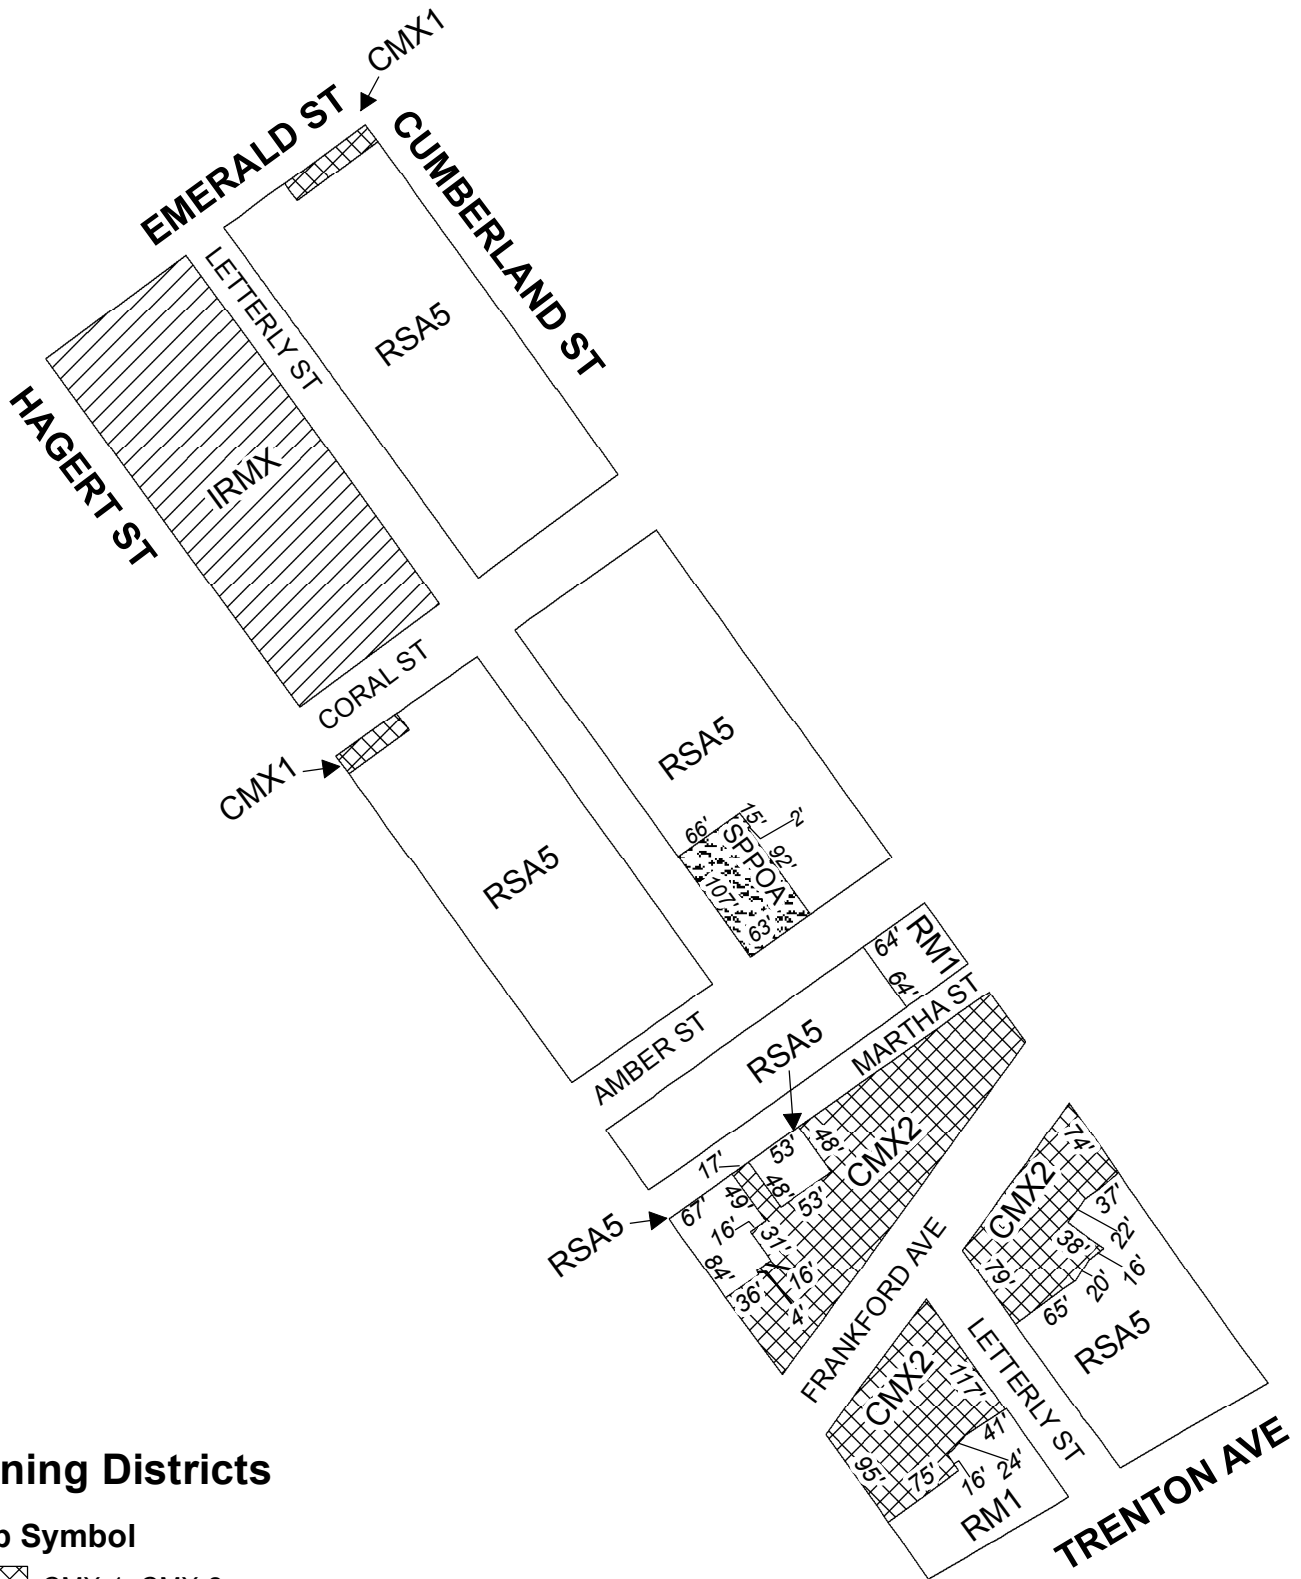 CMX1
EMERALD ST
CUMBERLAND ST
LETTERLY ST
RSA5
HAGERT ST
IRMX
CORAL ST
CMX1
RSA5
RSA5
66'
15'
2'
SPPOA
92'
107'
63'
AMBER ST
64'
RM1
64'
MARTHA ST
RSA5
17'
53'
48'
CMX2
49'
48'
53'
67'
RSA5
16'
31'
84'
16'
36'
4'
FRANKFORD AVE
74'
CMX2
37'
22'
38'
16'
79'
20'
65'
RSA5
LETTERLY ST
CMX2
117'
41'
24'
95'
75'
16'
RM1
TRENTON AVE
ning Districts
Symbol